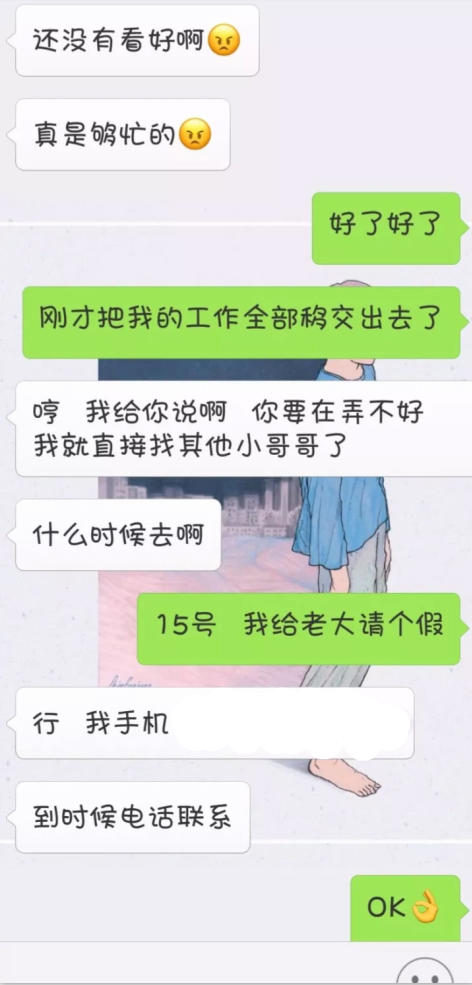 还没有看好啊😠
真是够忙的😠
好了好了
刚才把我的工作全部移交出去了
哼 我给你说啊 你要在弄不好
我就直接找其他小哥哥了
什么时候去啊
15号 我给老大请个假
行 我手机
到时候电话联系
OK👌